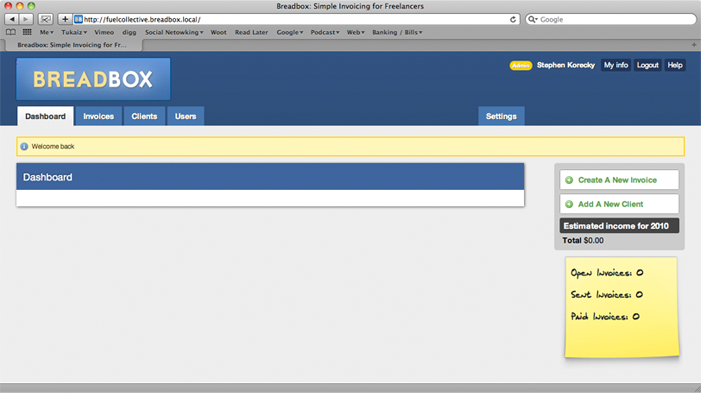 Breadbox: Simple Invoicing for Freelancers
http://fuelcollective.breadbox.local/
Google
Me Tukaiz Vimeo digg Social Netowking Woot Read Later Google Podcast Web Banking / Bills
Breadbox: Simple Invoicing for Fr...
BREADBOX
Admin Stephen Korecky My info Logout Help
Dashboard Invoices Clients Users Settings
Welcome back
Dashboard
Create A New Invoice
Add A New Client
Estimated income for 2010
Total $0.00
Open Invoices: 0
Sent Invoices: 0
Paid Invoices: 0